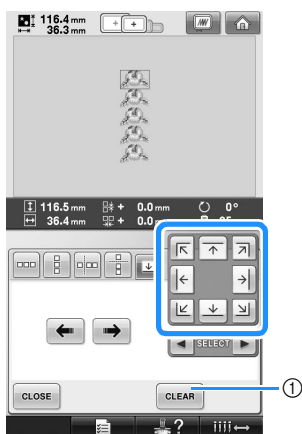 116.4 mm
36.3 mm
116.5 mm + 0.0 mm 0°
36.4 mm + 0.0 m
SELECT
CLOSE CLEAR ①
?